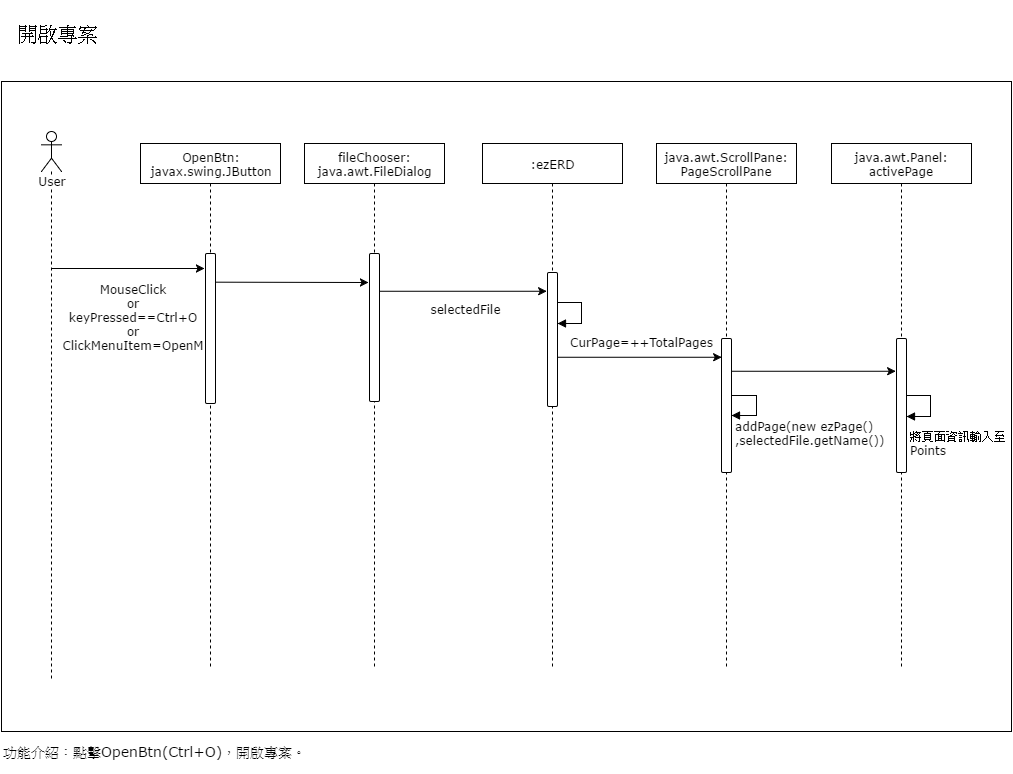 開啟專案
User
OpenBtn:
javax.swing.JButton
fileChooser:
java.awt.FileDialog
:ezERD
java.awt.ScrollPane:
PageScrollPane
java.awt.Panel:
activePage
MouseClick
or
keyPressed==Ctrl+O
or
ClickMenuItem=OpenM
selectedFile
CurPage=++TotalPages
addPage(new ezPage()
,selectedFile.getName())
將頁面資訊輸入至
Points
功能介紹：點擊OpenBtn(Ctrl+O)，開啟專案。